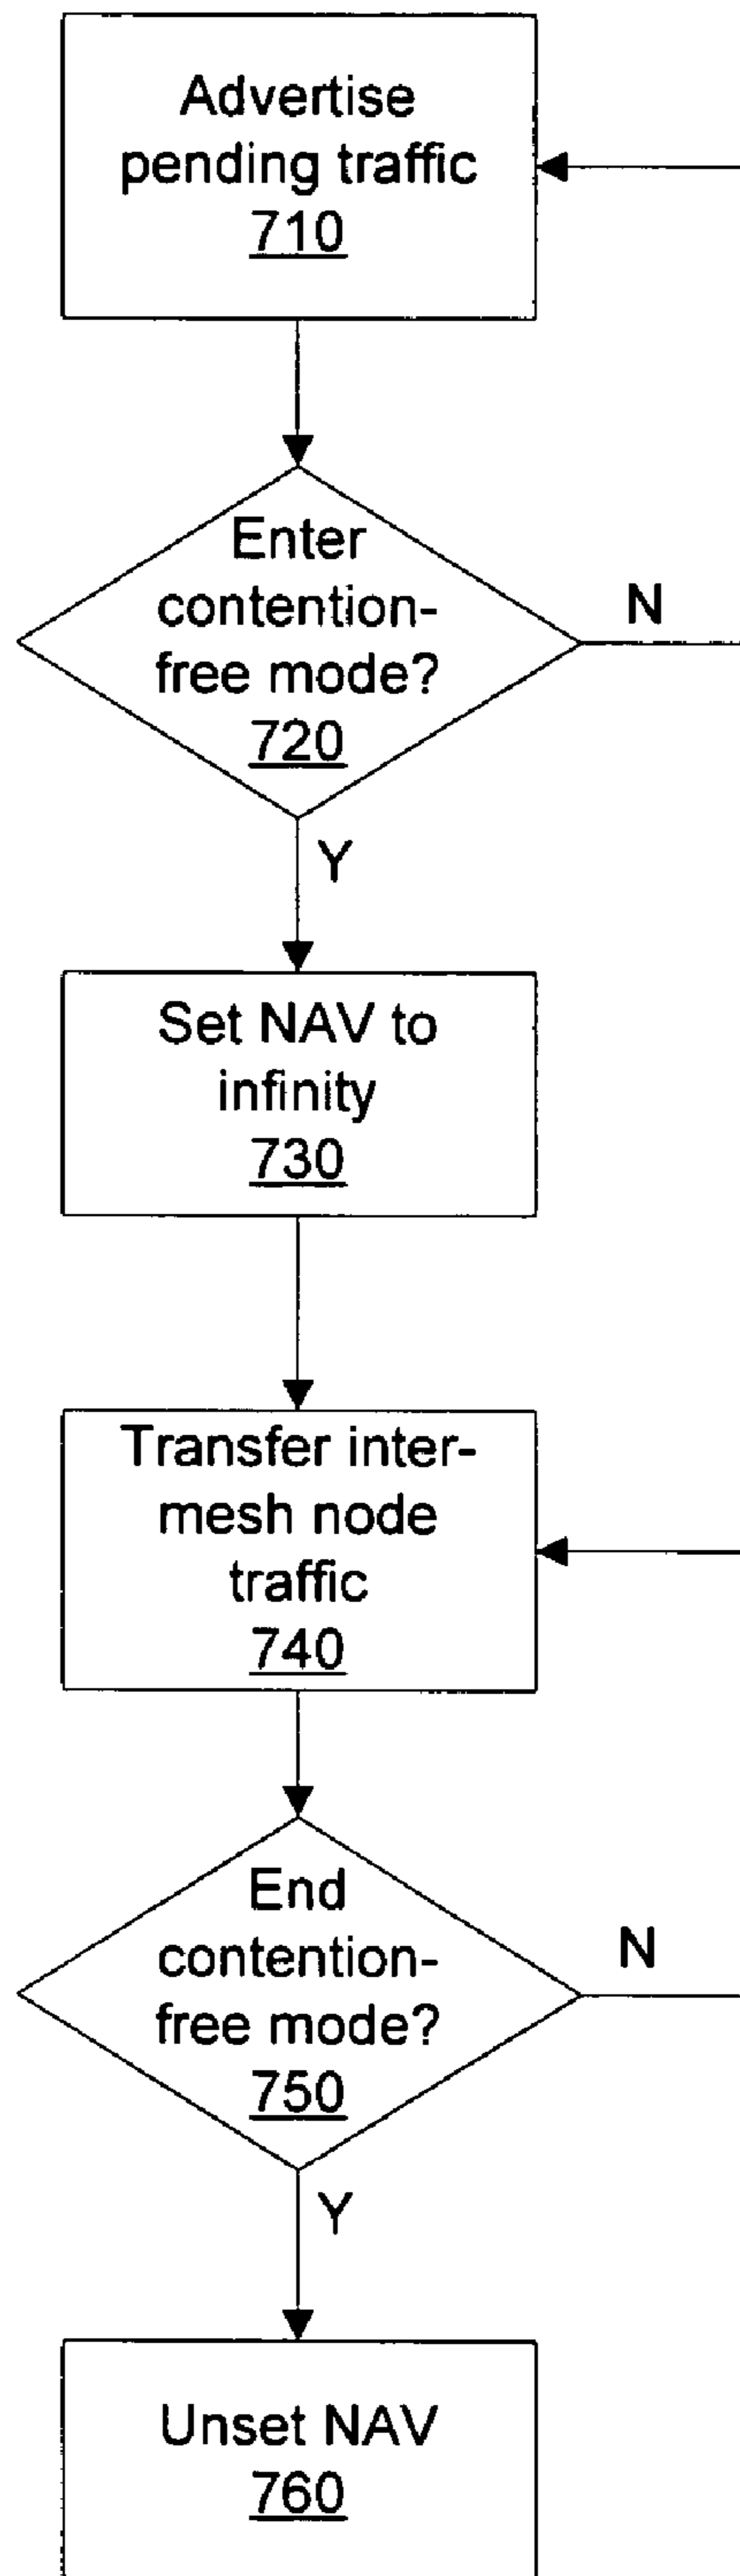 Advertise
pending traffic
710
Enter
contention-
free mode?
720
N
Y
Set NAV to
infinity
730
Transfer inter-
mesh node
traffic
740
End
contention-
free mode?
750
N
Y
Unset NAV
760